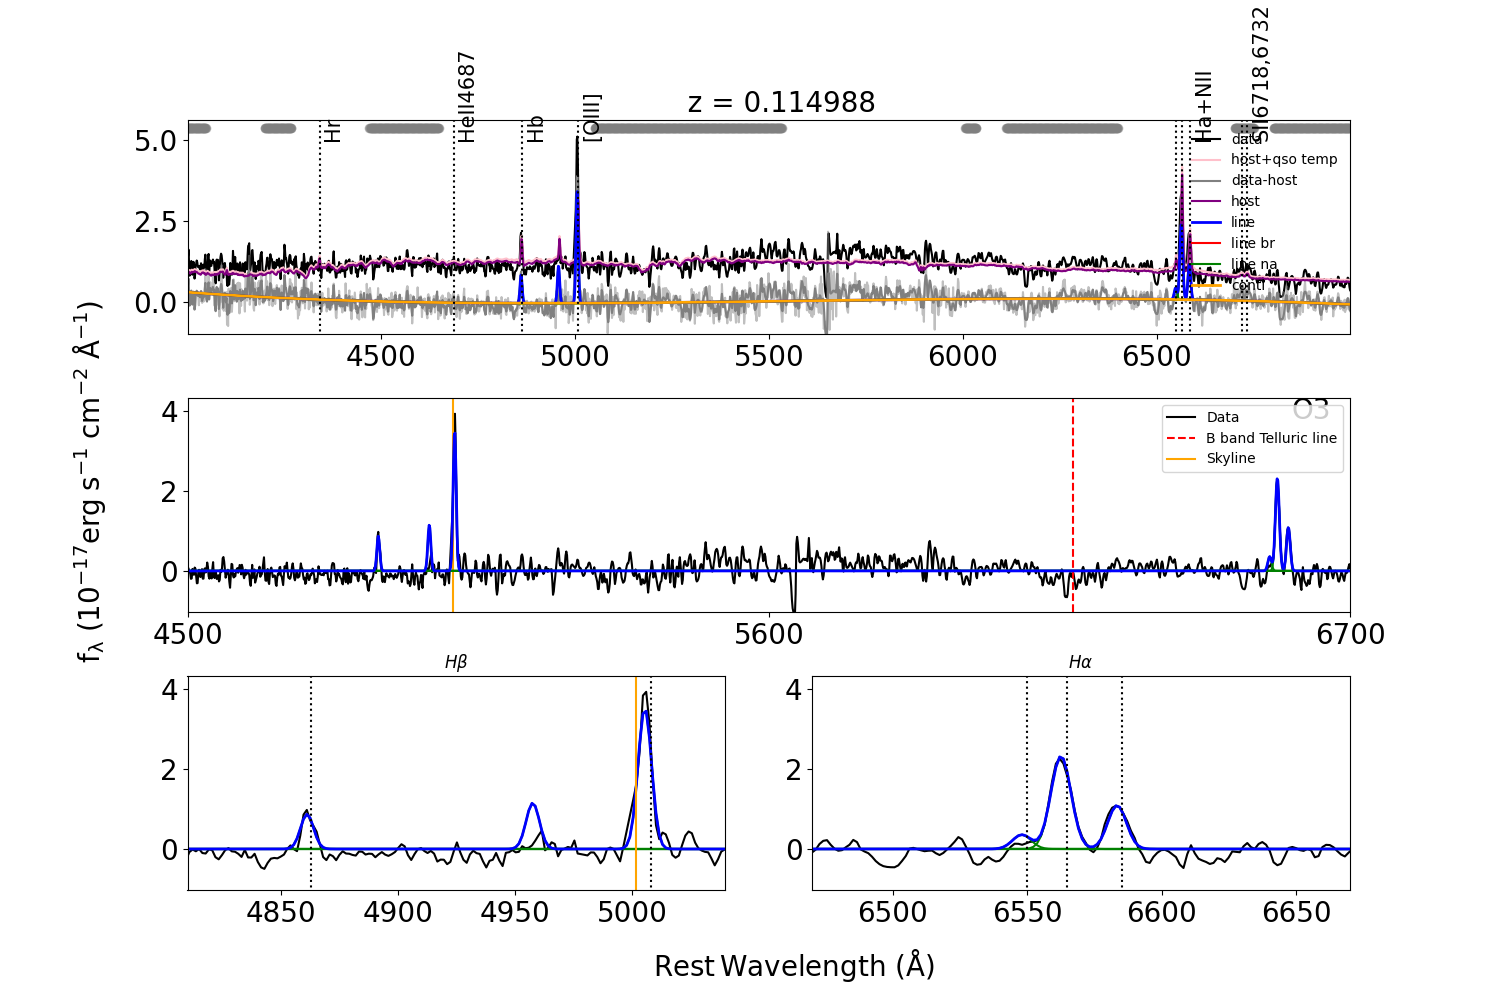 z = 0.114988
Hr
HeII4687
Hb
[OIII]
Ha+NII
SII6718,6732
5.0
2.5
0.0
data
host+qso temp
data-host
host
line
line br
line na
conti
4500
5000
5500
6000
6500
fλ (10⁻¹⁷erg s⁻¹ cm⁻² Å⁻¹)
4
2
0
O3
Data
B band Telluric line
Skyline
4500
5600
6700
Hβ
4
2
0
4850
4900
4950
5000
Hα
4
2
0
6500
6550
6600
6650
Rest Wavelength (Å)